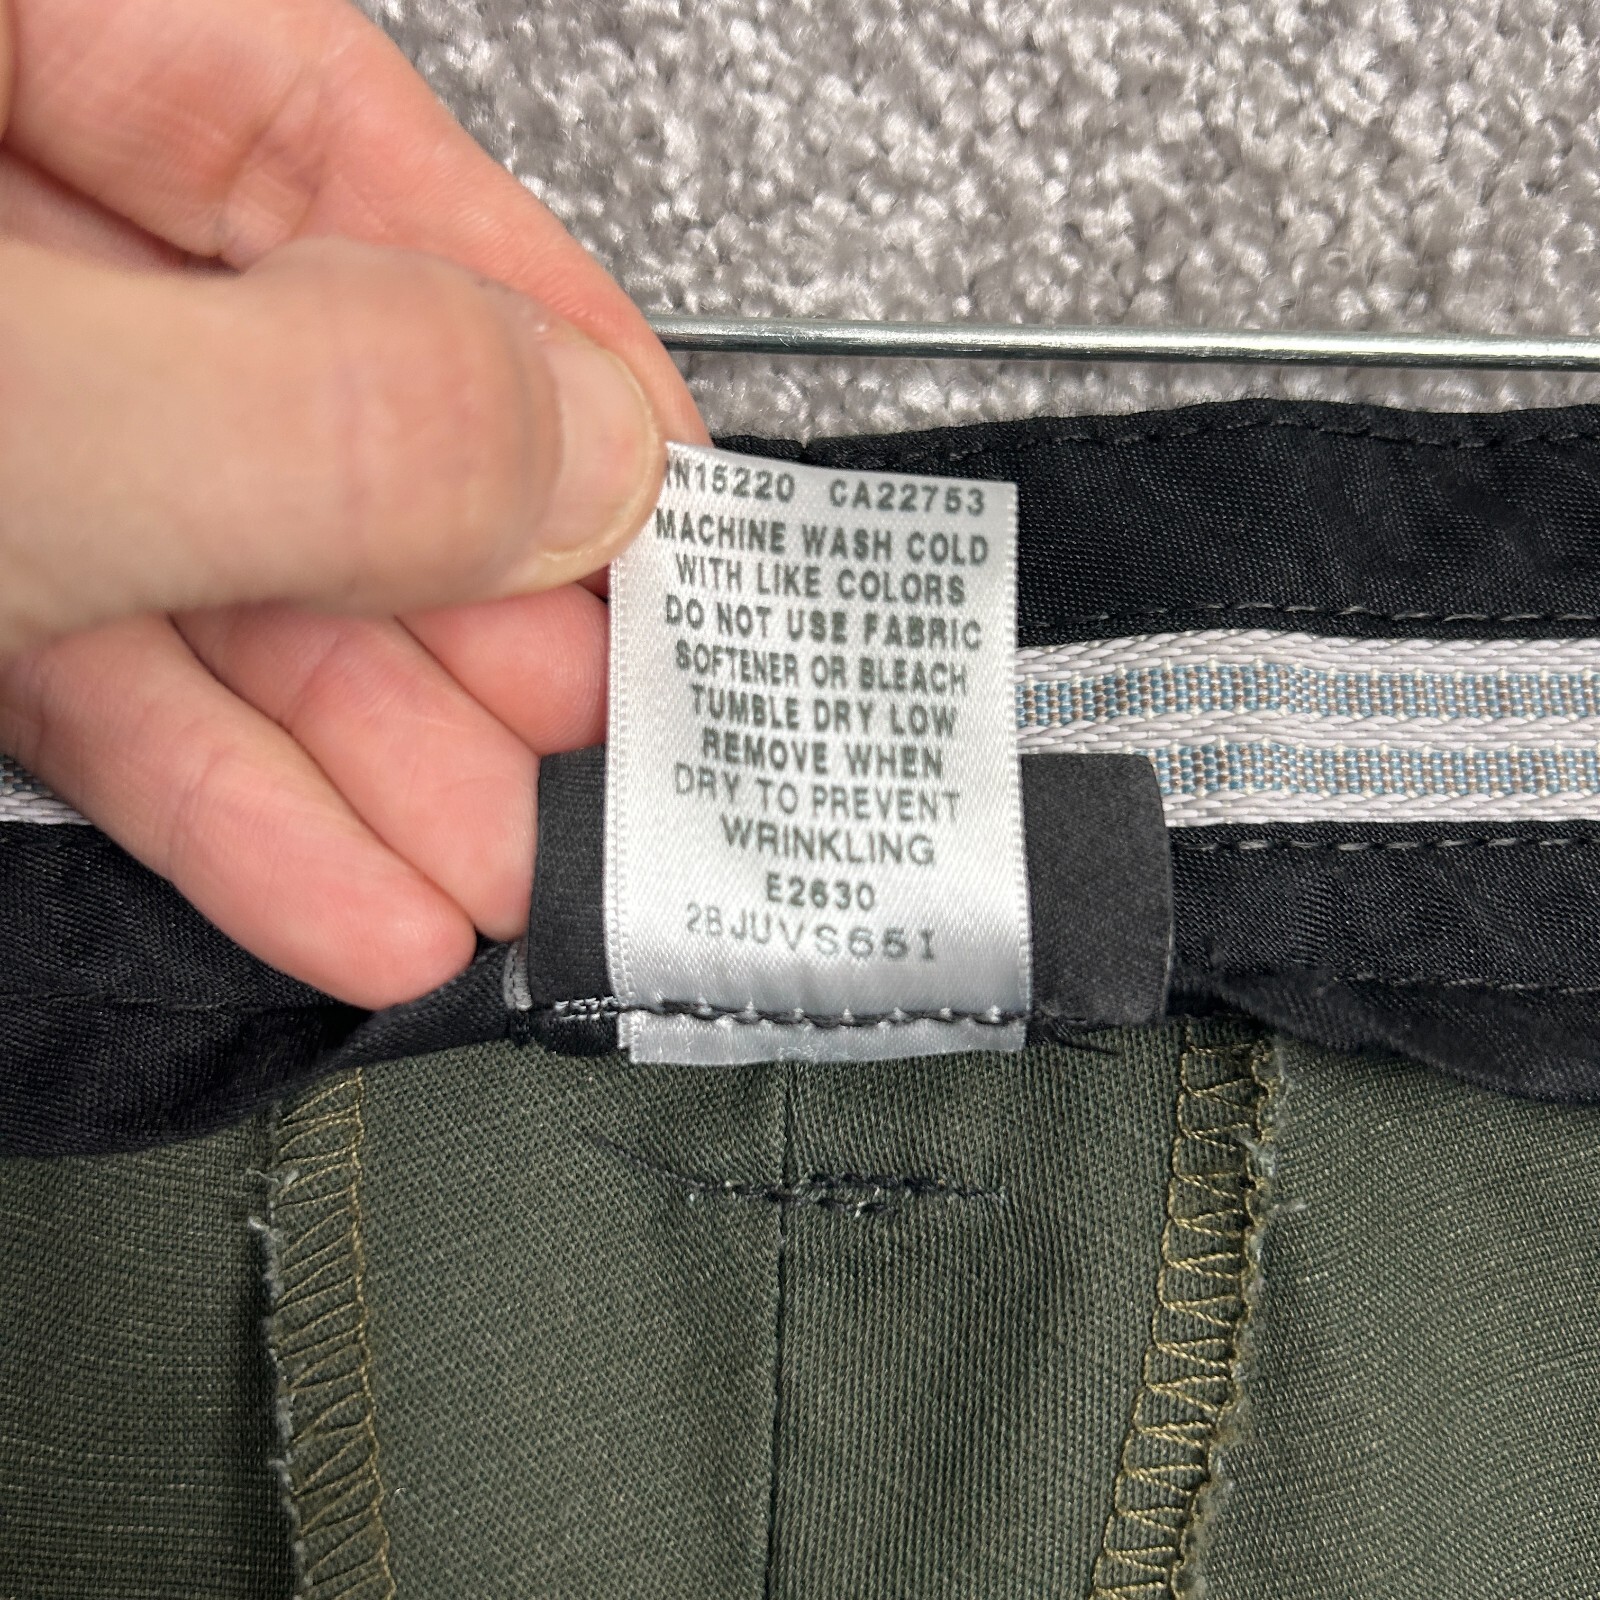 RN15220 CA22753
MACHINE WASH COLD
WITH LIKE COLORS
DO NOT USE FABRIC
SOFTENER OR BLEACH
TUMBLE DRY LOW
REMOVE WHEN
DRY TO PREVENT
WRINKLING
E2630